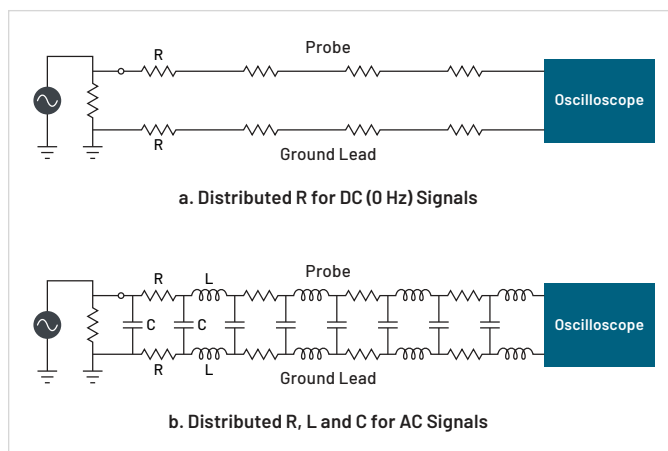 Probe
R
Oscilloscope
R
Ground Lead
a. Distributed R for DC (0 Hz) Signals
Probe
R
L
C
C
Oscilloscope
R
L
Ground Lead
b. Distributed R, L and C for AC Signals